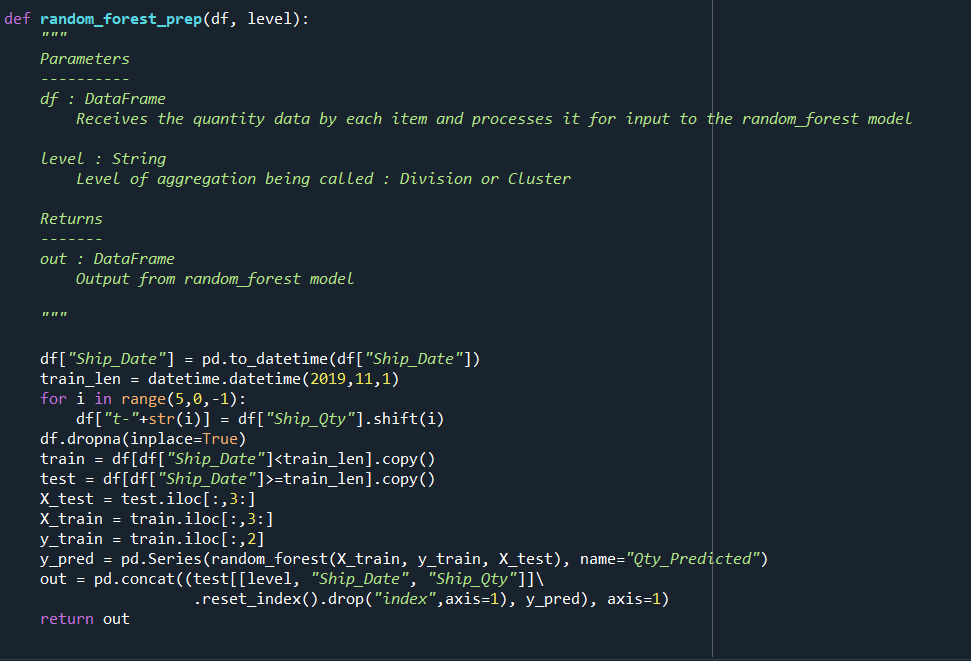 def random_forest_prep(df, level):
    """
    Parameters
    ----------
    df : DataFrame
        Receives the quantity data by each item and processes it for input to the random_forest model

    level : String
        Level of aggregation being called : Division or Cluster

    Returns
    -------
    out : DataFrame
        Output from random_forest model

    """

    df["Ship_Date"] = pd.to_datetime(df["Ship_Date"])
    train_len = datetime.datetime(2019,11,1)
    for i in range(5,0,-1):
        df["t-"+str(i)] = df["Ship_Qty"].shift(i)
    df.dropna(inplace=True)
    train = df[df["Ship_Date"]<train_len].copy()
    test = df[df["Ship_Date"]>=train_len].copy()
    X_test = test.iloc[:,3:]
    X_train = train.iloc[:,3:]
    y_train = train.iloc[:,2]
    y_pred = pd.Series(random_forest(X_train, y_train, X_test), name="Qty_Predicted")
    out = pd.concat((test[[level, "Ship_Date", "Ship_Qty"]]\
                     .reset_index().drop("index",axis=1), y_pred), axis=1)
    return out